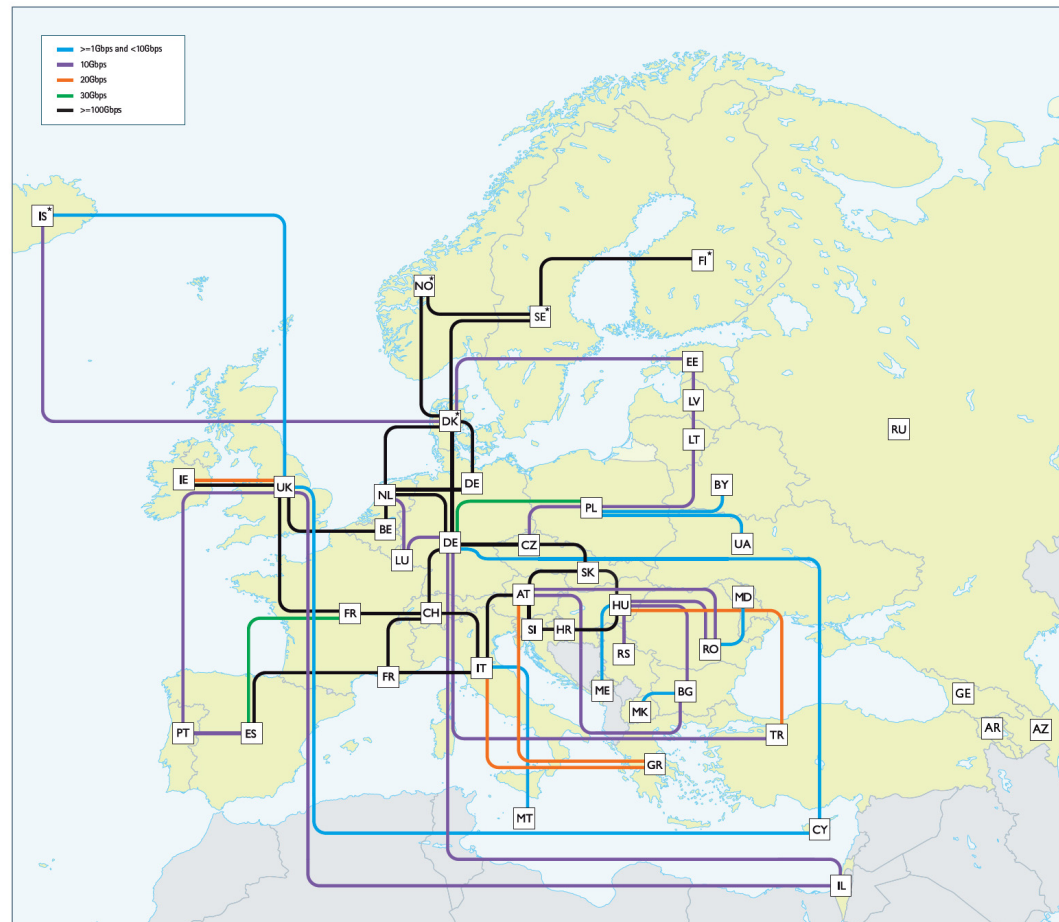 >=1Gbps and <10Gbps
10Gbps
20Gbps
30Gbps
>=100Gbps
IS*
FI*
NO*
SE*
EE
LV
DK*
RU
LT
IE
DE
UK
BY
NL
PL
BE
DE
CZ
UA
LU
SK
AT
MD
HU
FR
CH
SI
HR
RS
RO
IT
FR
ME
BG
GE
MK
AR
AZ
PT
ES
TR
GR
MT
CY
IL